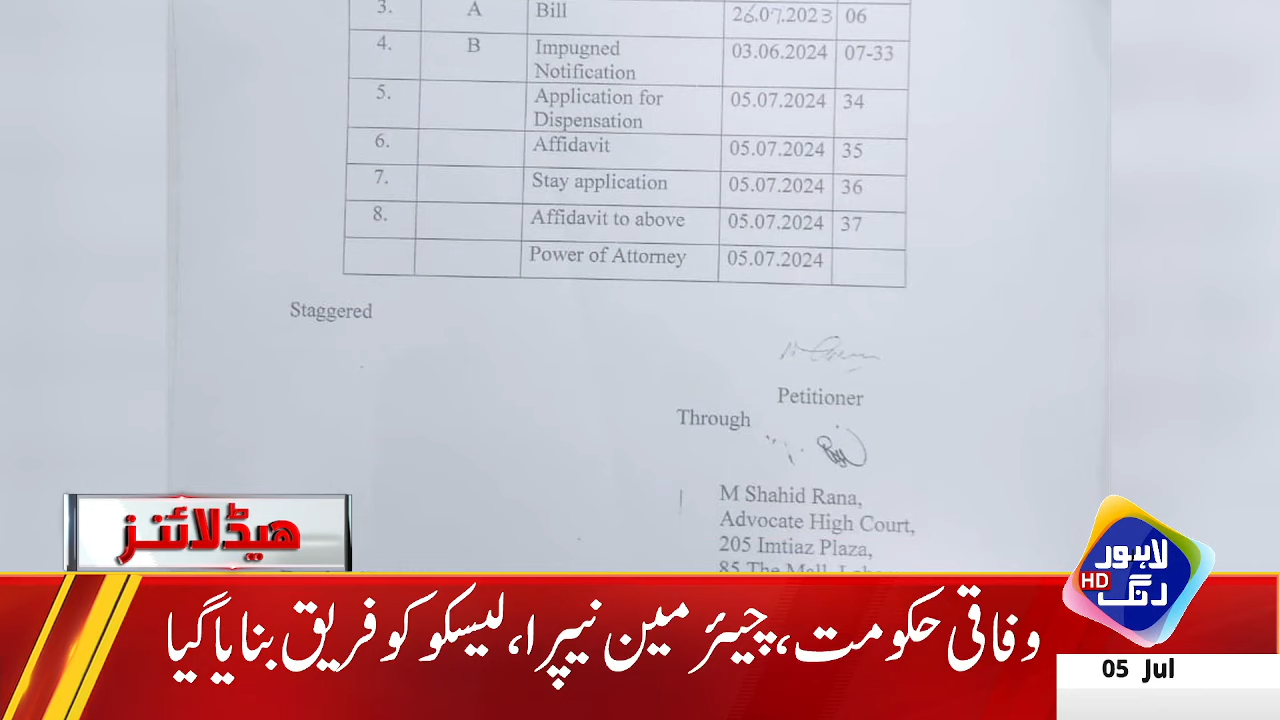 3. A Bill 26.07.2023 06
4. B Impugned Notification 03.06.2024 07-33
5. Application for Dispensation 05.07.2024 34
6. Affidavit 05.07.2024 35
7. Stay application 05.07.2024 36
8. Affidavit to above 05.07.2024 37
Power of Attorney 05.07.2024
Staggered
Petitioner
Through
M Shahid Rana,
Advocate High Court,
205 Imtiaz Plaza,
85 The Mall,
ہیڈلائنز
لاہور
HD رنگ
وفاقی حکومت، چیئرمین نیپرا، لیسکو کو فریق بنایا گیا
05 Jul